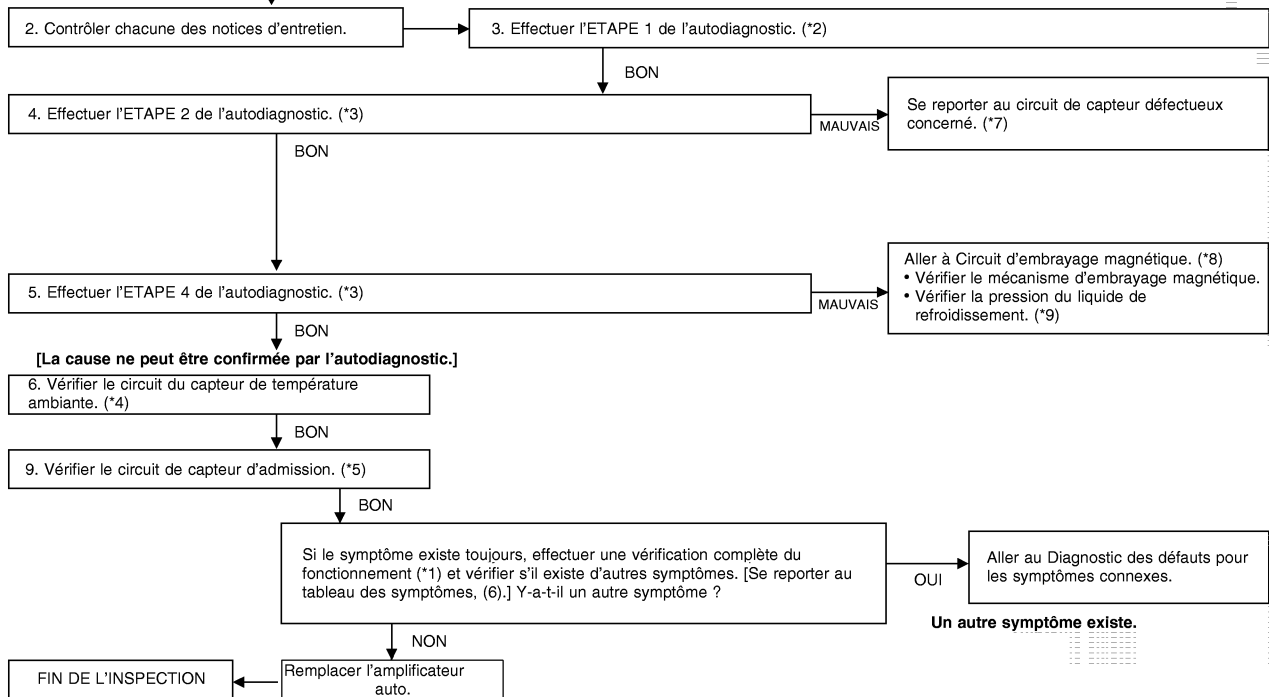 2. Contrôler chacune des notices d'entretien.
3. Effectuer l'ETAPE 1 de l'autodiagnostic. (*2)
BON
4. Effectuer l'ETAPE 2 de l'autodiagnostic. (*3)
MAUVAIS
Se reporter au circuit de capteur défectueux
concerné. (*7)
BON
5. Effectuer l'ETAPE 4 de l'autodiagnostic. (*3)
MAUVAIS
Aller à Circuit d'embrayage magnétique. (*8)
• Vérifier le mécanisme d'embrayage magnétique.
• Vérifier la pression du liquide de
refroidissement. (*9)
BON
[La cause ne peut être confirmée par l'autodiagnostic.]
6. Vérifier le circuit du capteur de température
ambiante. (*4)
BON
9. Vérifier le circuit de capteur d'admission. (*5)
BON
Si le symptôme existe toujours, effectuer une vérification complète du
fonctionnement (*1) et vérifier s'il existe d'autres symptômes. [Se reporter au
tableau des symptômes, (6).] Y-a-t-il un autre symptôme ?
OUI
Aller au Diagnostic des défauts pour
les symptômes connexes.
Un autre symptôme existe.
NON
Remplacer l'amplificateur
auto.
FIN DE L'INSPECTION